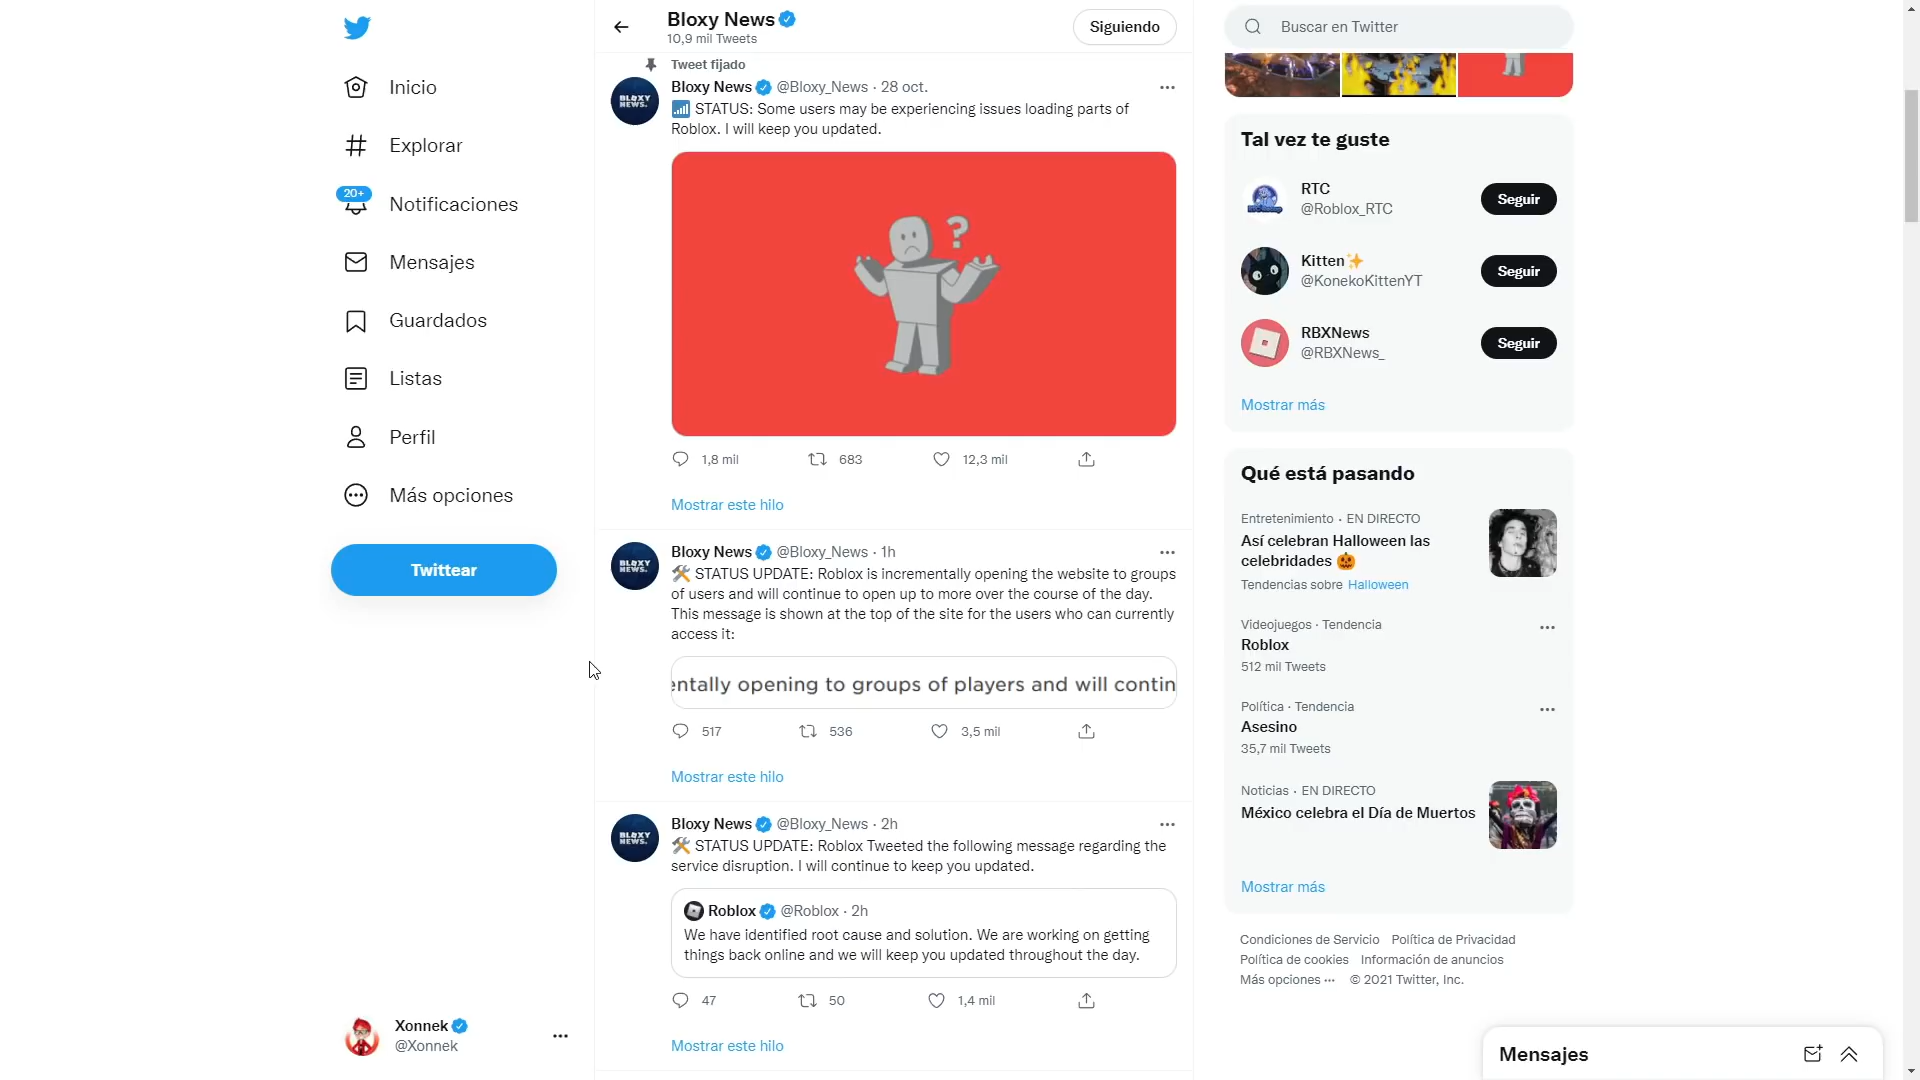 Inicio
Explorar
20+
Notificaciones
Mensajes
Guardados
Listas
Perfil
Más opciones
Twittear
Xonnek
@Xonnek
Bloxy News
10,9 mil Tweets
Siguiendo
Tweet fijado
BLOXY NEWS.
Bloxy News @Bloxy_News · 28 oct.
📶 STATUS: Some users may be experiencing issues loading parts of
Roblox. I will keep you updated.
?
1,8 mil 683 12,3 mil
Mostrar este hilo
BLOXY NEWS.
Bloxy News @Bloxy_News · 1h
🛠️ STATUS UPDATE: Roblox is incrementally opening the website to groups
of users and will continue to open up to more over the course of the day.
This message is shown at the top of the site for the users who can currently
access it:
entally opening to groups of players and will contin
517 536 3,5 mil
Mostrar este hilo
BLOXY NEWS.
Bloxy News @Bloxy_News · 2h
🛠️ STATUS UPDATE: Roblox Tweeted the following message regarding the
service disruption. I will continue to keep you updated.
Roblox @Roblox · 2h
We have identified root cause and solution. We are working on getting
things back online and we will keep you updated throughout the day.
47 50 1,4 mil
Mostrar este hilo
Buscar en Twitter
Tal vez te guste
RTC
@Roblox_RTC
Seguir
Kitten✨
@KonekoKittenYT
Seguir
RBXNews
@RBXNews_
Seguir
Mostrar más
Qué está pasando
Entretenimiento · EN DIRECTO
Así celebran Halloween las
celebridades 🎃
Tendencias sobre Halloween
Videojuegos · Tendencia
Roblox
512 mil Tweets
Política · Tendencia
Asesino
35,7 mil Tweets
Noticias · EN DIRECTO
México celebra el Día de Muertos
Mostrar más
Condiciones de Servicio Política de Privacidad
Política de cookies Información de anuncios
Más opciones ··· © 2021 Twitter, Inc.
Mensajes